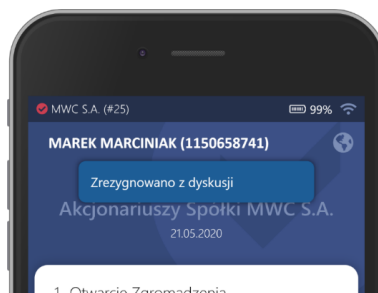 MWC S.A. (#25) 99%
MAREK MARCINIAK (1150658741)
Zrezygnowano z dyskusji
Akcjonariuszy Spółki MWC S.A.
21.05.2020
1. Otwarcie Zgromadzenia